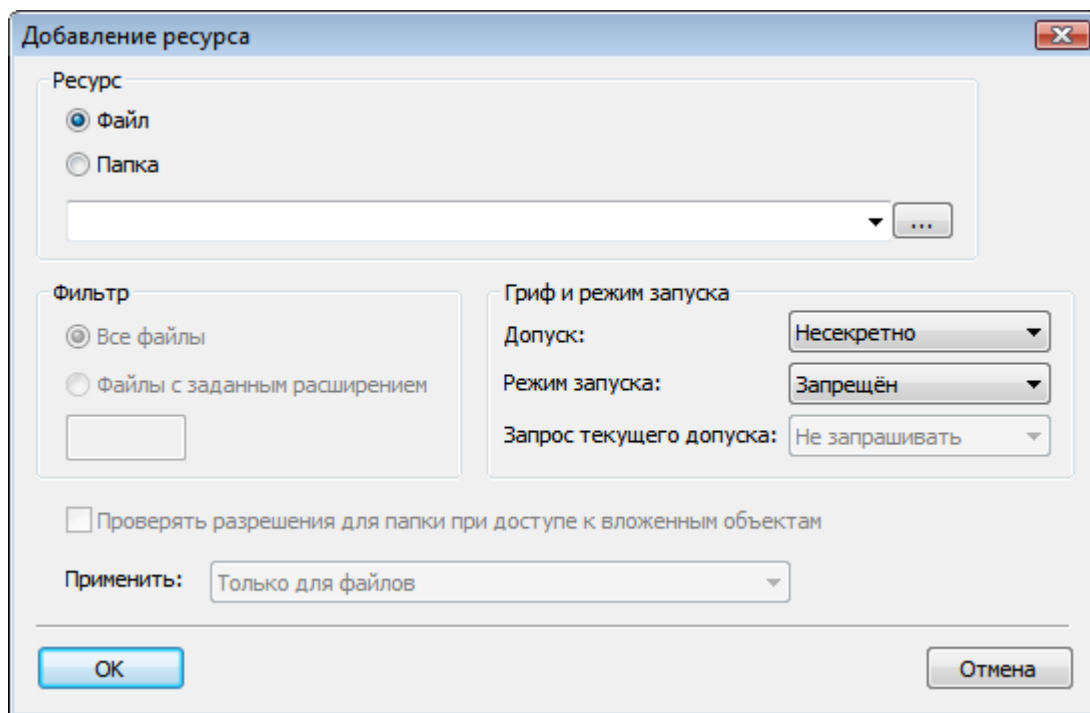 Добавление ресурса
Ресурс
Файл
Папка
...
Фильтр
Все файлы
Файлы с заданным расширением
Гриф и режим запуска
Допуск: Несекретно
Режим запуска: Запрещён
Запрос текущего допуска: Не запрашивать
Проверять разрешения для папки при доступе к вложенным объектам
Применить: Только для файлов
OK Отмена